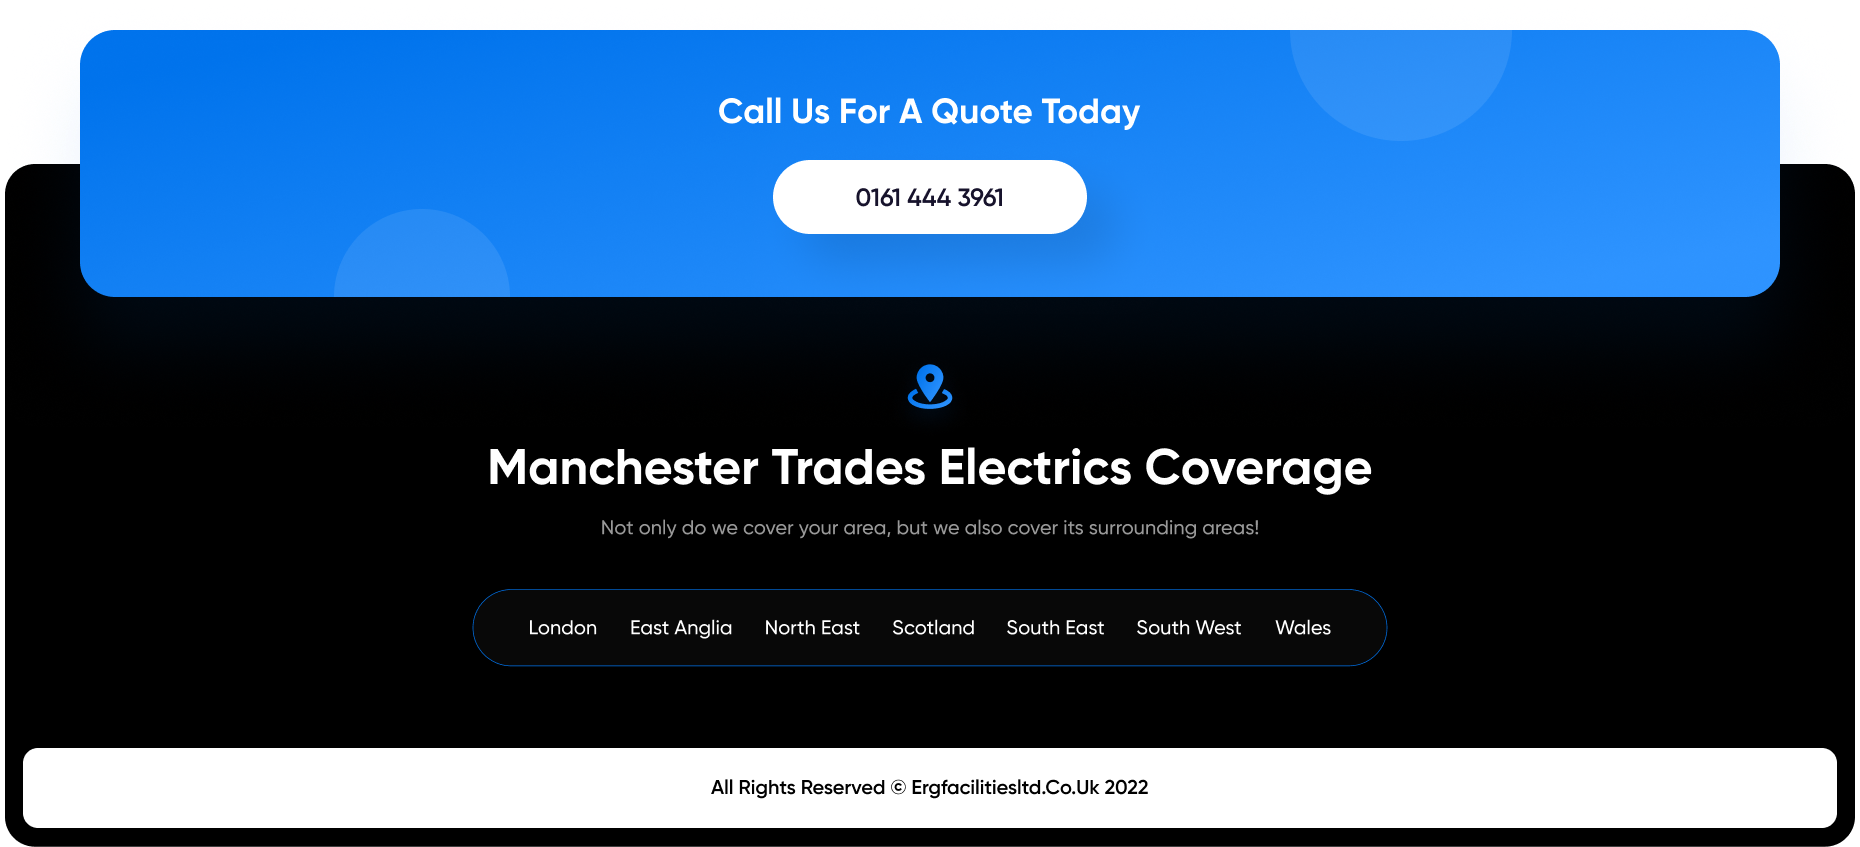 Call Us For A Quote Today
0161 444 3961
Manchester Trades Electrics Coverage
Not only do we cover your area, but we also cover its surrounding areas!
London East Anglia North East Scotland South East South West Wales
All Rights Reserved © Ergfacilitiesltd.Co.Uk 2022